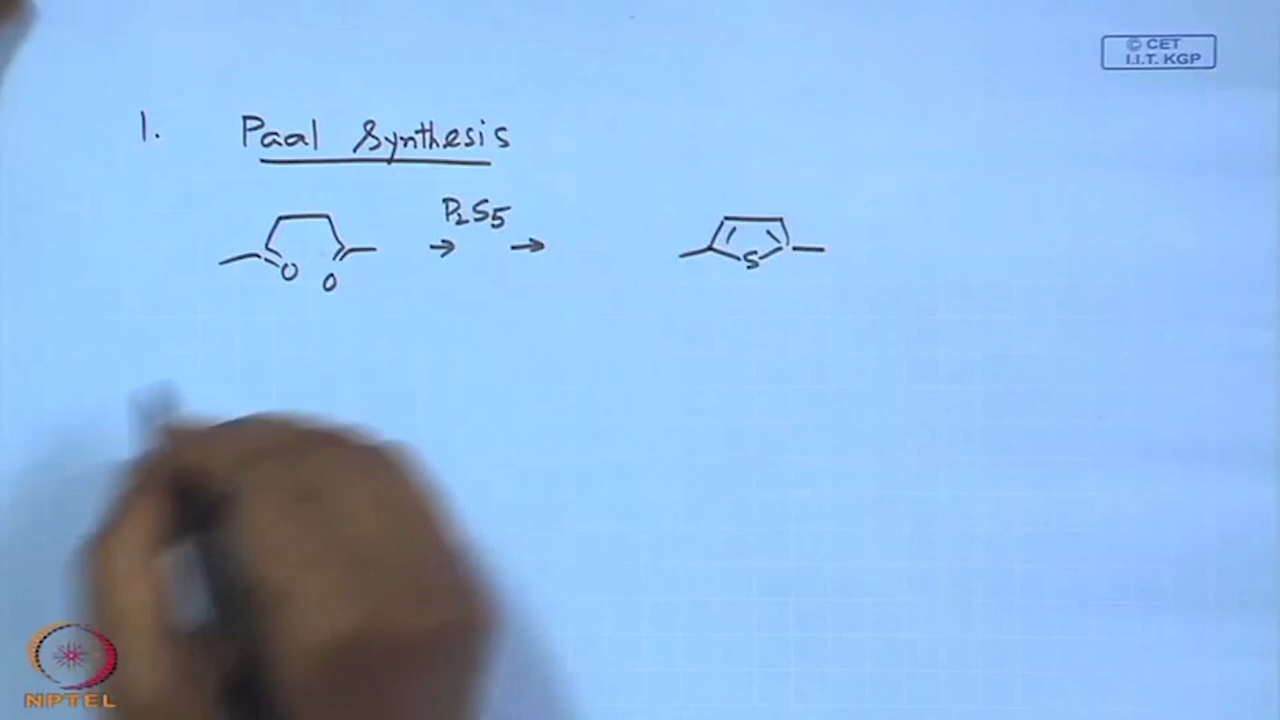 © CET
I.I.T. KGP
1. Paal Synthesis
P₂S₅
O
O
S
NPTEL